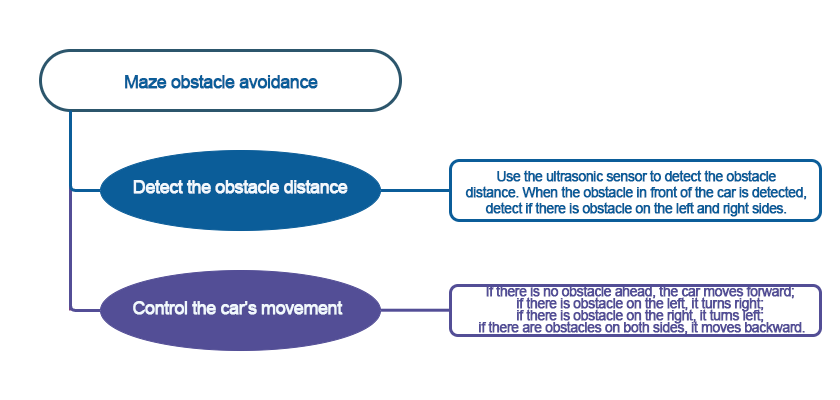 Maze obstacle avoidance
Detect the obstacle distance
Use the ultrasonic sensor to detect the obstacle
distance. When the obstacle in front of the car is detected,
detect if there is obstacle on the left and right sides.
Control the car's movement
If there is no obstacle ahead, the car moves forward;
if there is obstacle on the left, it turns right;
if there is obstacle on the right, it turns left;
if there are obstacles on both sides, it moves backward.